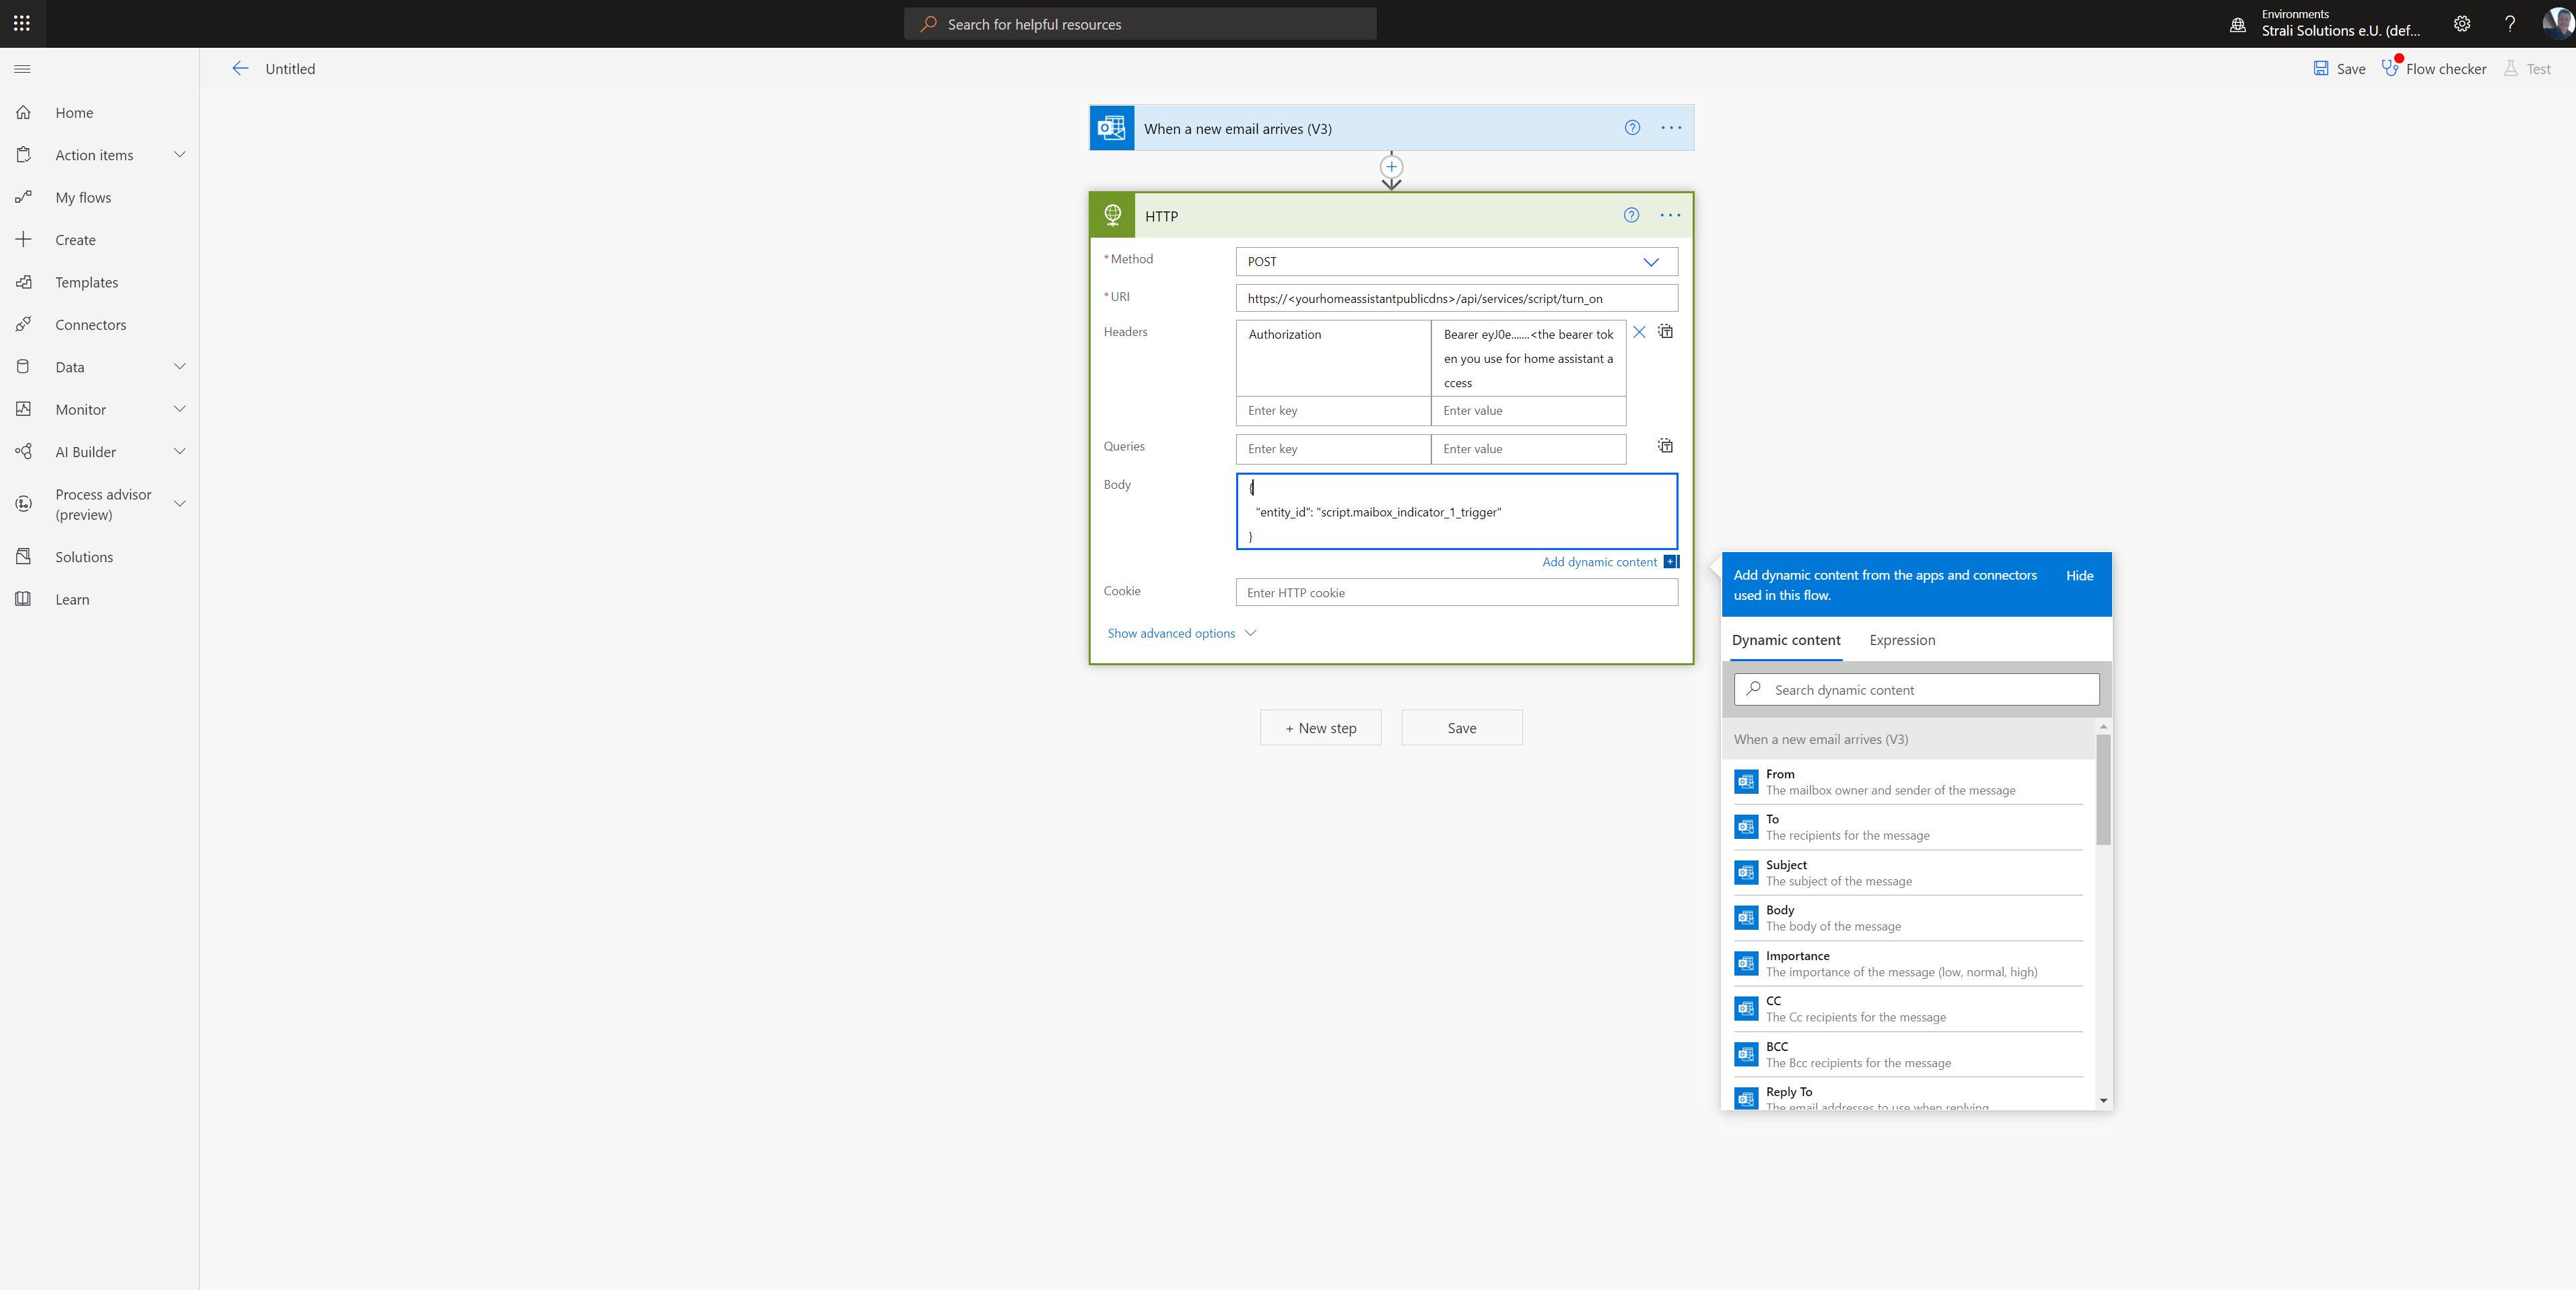 Search for helpful resources
Environments
Strali Solutions e.U. (def...
?
Untitled
Save
Flow checker
Test
Home
Action items
My flows
Create
Templates
Connectors
Data
Monitor
AI Builder
Process advisor
(preview)
Solutions
Learn
When a new email arrives (V3)
HTTP
* Method
POST
* URI
https://<yourhomeassistantpublicdns>/api/services/script/turn_on
Headers
Authorization
Bearer eyJ0e.......<the bearer tok
en you use for home assistant a
ccess
Enter key
Enter value
Queries
Enter key
Enter value
Body
{
"entity_id": "script.maibox_indicator_1_trigger"
}
Add dynamic content
Cookie
Enter HTTP cookie
Show advanced options
+ New step
Save
Add dynamic content from the apps and connectors
used in this flow.
Hide
Dynamic content
Expression
Search dynamic content
When a new email arrives (V3)
From
The mailbox owner and sender of the message
To
The recipients for the message
Subject
The subject of the message
Body
The body of the message
Importance
The importance of the message (low, normal, high)
CC
The Cc recipients for the message
BCC
The Bcc recipients for the message
Reply To
The email addresses to use when replying